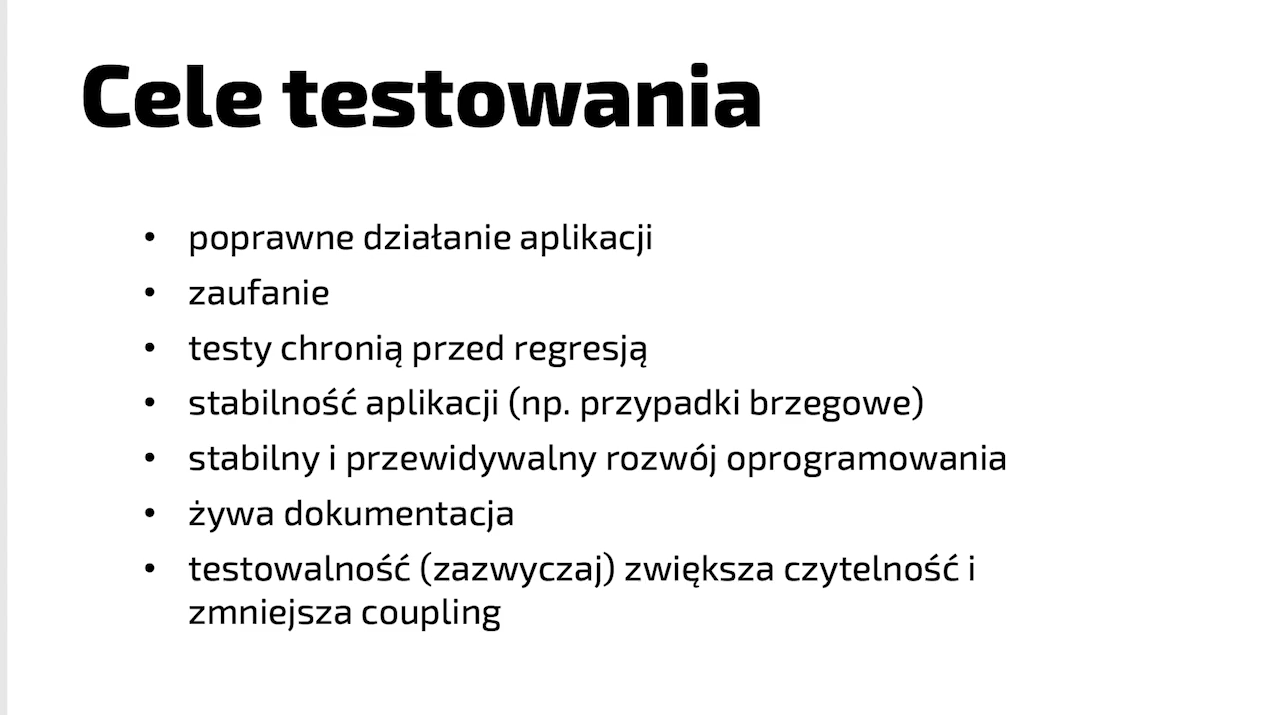 Cele testowania
• poprawne działanie aplikacji
• zaufanie
• testy chronią przed regresją
• stabilność aplikacji (np. przypadki brzegowe)
• stabilny i przewidywalny rozwój oprogramowania
• żywa dokumentacja
• testowalność (zazwyczaj) zwiększa czytelność i
zmniejsza coupling